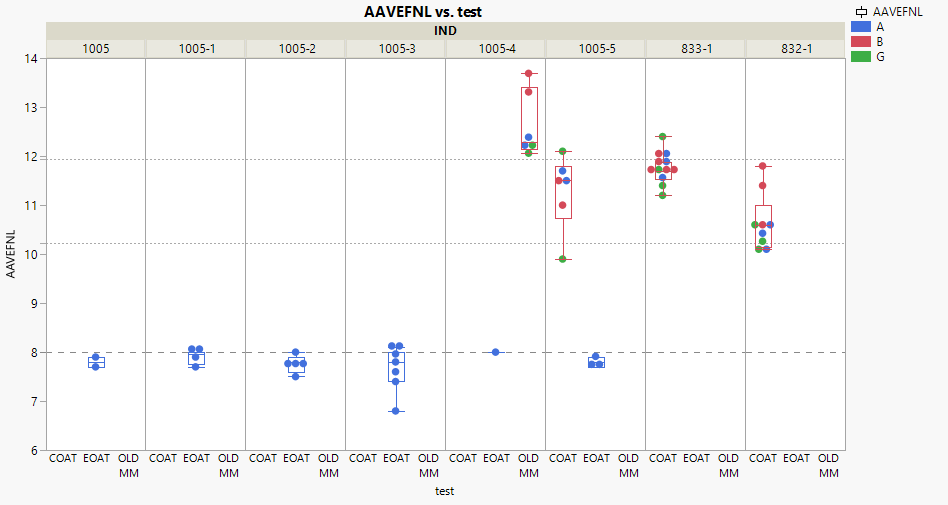 AAVEFNL vs. test
IND
1005 1005-1 1005-2 1005-3 1005-4 1005-5 833-1 832-1
AAVEFNL
A
B
G
AAVEFNL
14
13
12
11
10
9
8
7
6
COAT EOAT OLD MM COAT EOAT OLD MM COAT EOAT OLD MM COAT EOAT OLD MM COAT EOAT OLD MM COAT EOAT OLD MM COAT EOAT OLD MM COAT EOAT OLD MM
test